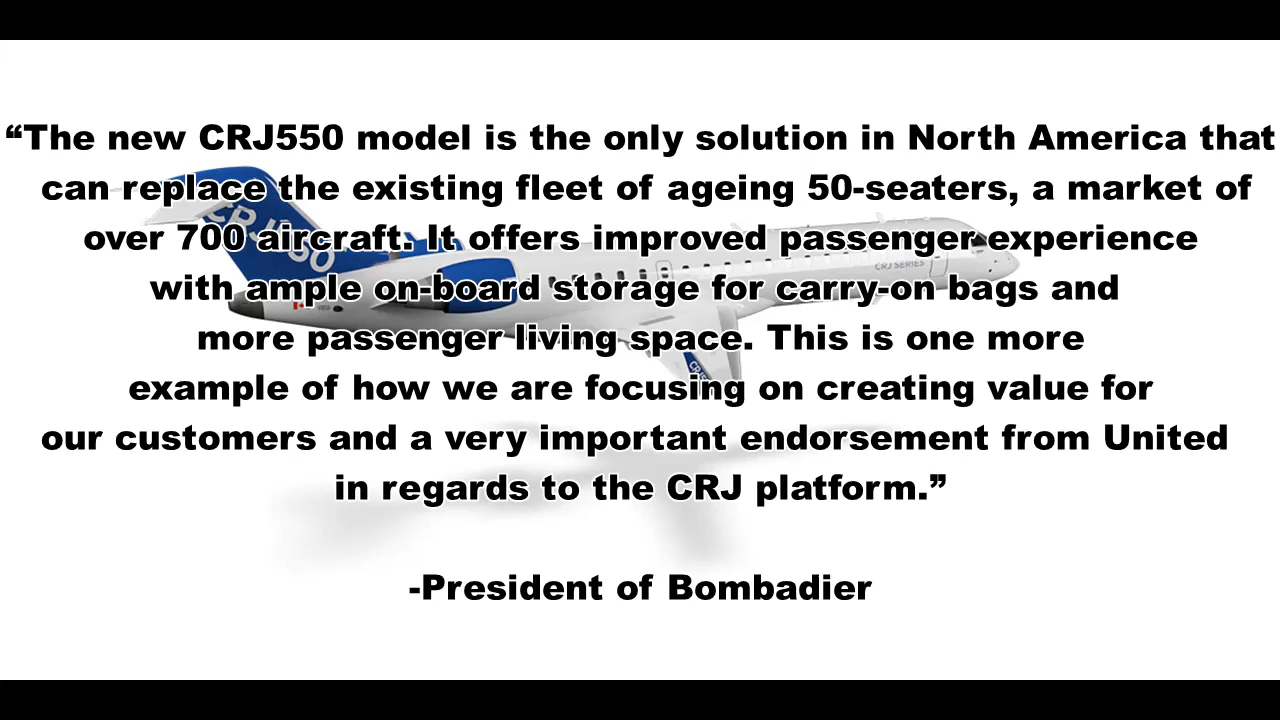 “The new CRJ550 model is the only solution in North America that
can replace the existing fleet of ageing 50-seaters, a market of
over 700 aircraft. It offers improved passenger experience
with ample on-board storage for carry-on bags and
more passenger living space. This is one more
example of how we are focusing on creating value for
our customers and a very important endorsement from United
in regards to the CRJ platform.”
-President of Bombadier
CRJ550
CRJ SERIES